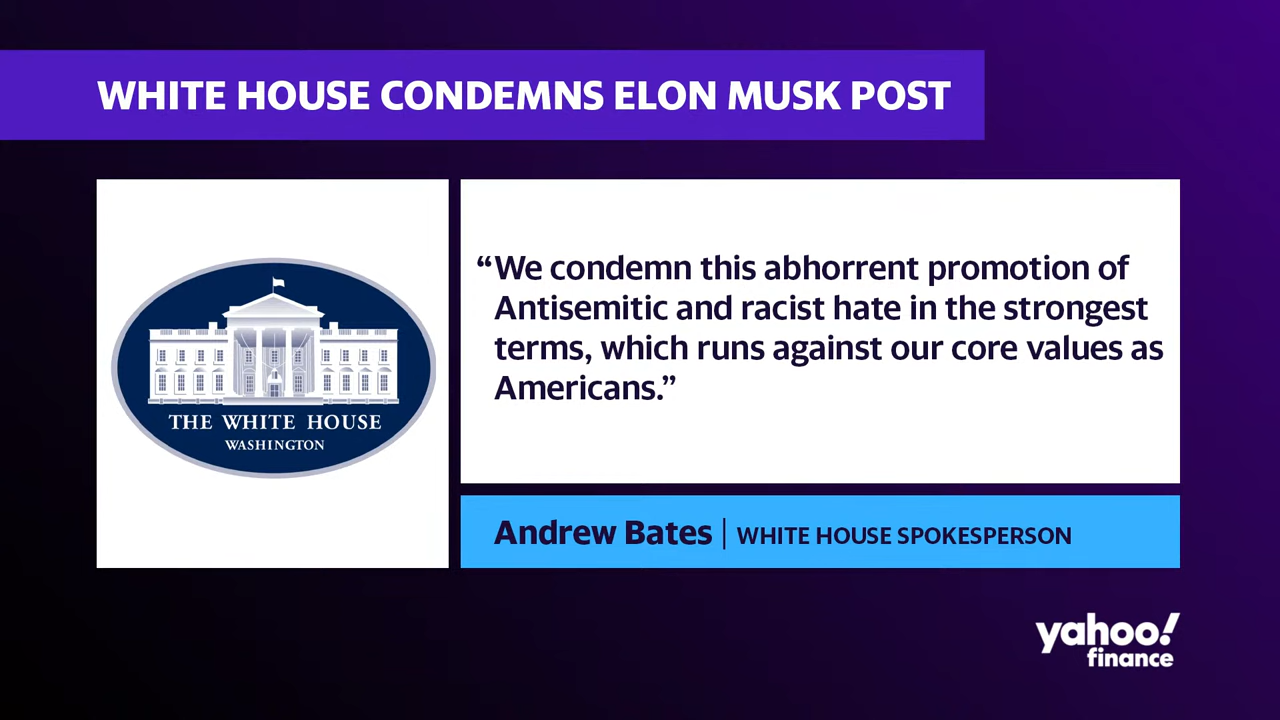 WHITE HOUSE CONDEMNS ELON MUSK POST
THE WHITE HOUSE
WASHINGTON
“We condemn this abhorrent promotion of
Antisemitic and racist hate in the strongest
terms, which runs against our core values as
Americans.”
Andrew Bates | WHITE HOUSE SPOKESPERSON
yahoo!
finance